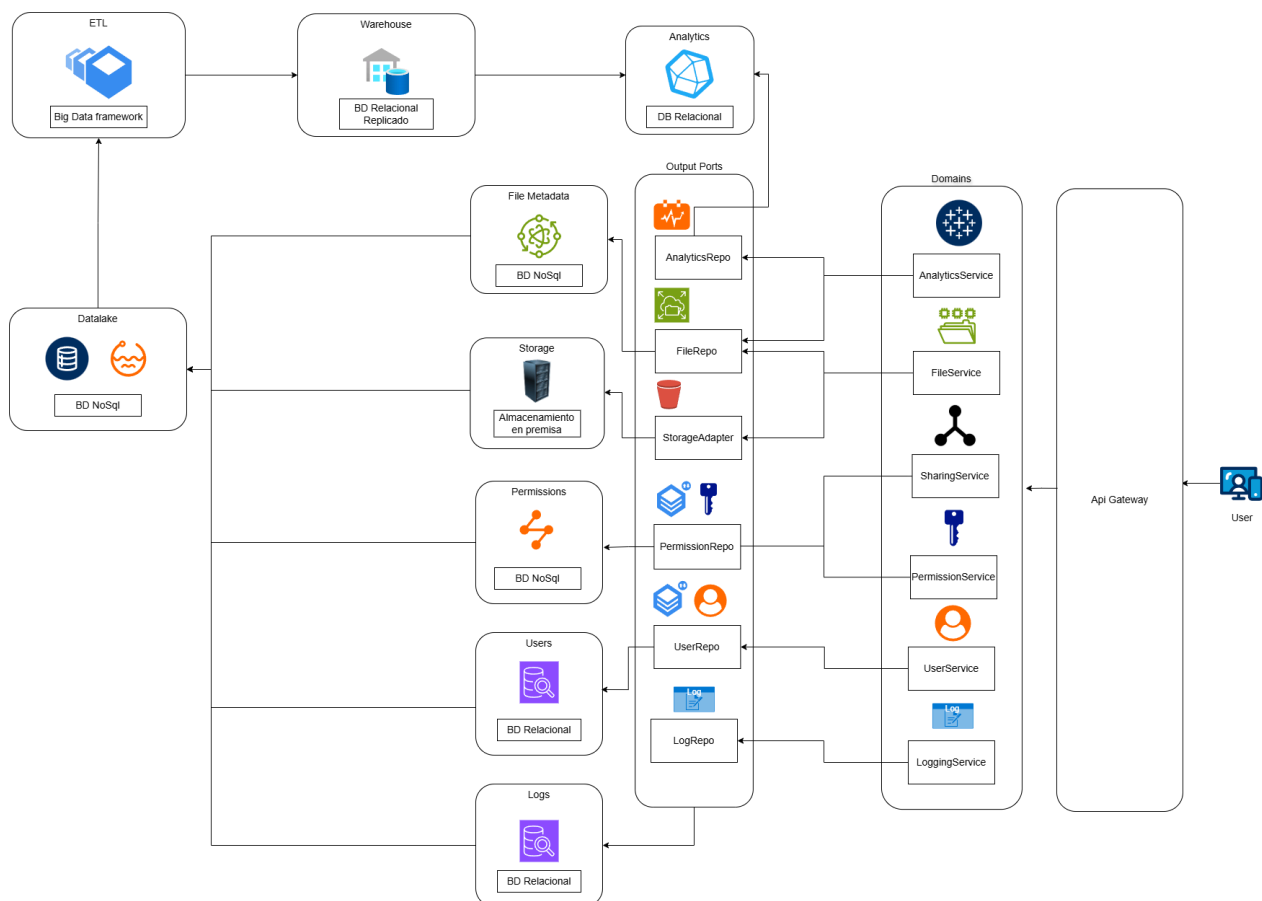 ETL
Big Data framework
Warehouse
BD Relacional
Replicado
Analytics
DB Relacional
Output Ports
AnalyticsRepo
FileRepo
StorageAdapter
PermissionRepo
UserRepo
Log
LogRepo
Domains
AnalyticsService
FileService
SharingService
PermissionService
UserService
Log
LoggingService
Api Gateway
User
File Metadata
BD NoSql
Storage
Almacenamiento
en premisa
Permissions
BD NoSql
Users
BD Relacional
Logs
BD Relacional
Datalake
BD NoSql